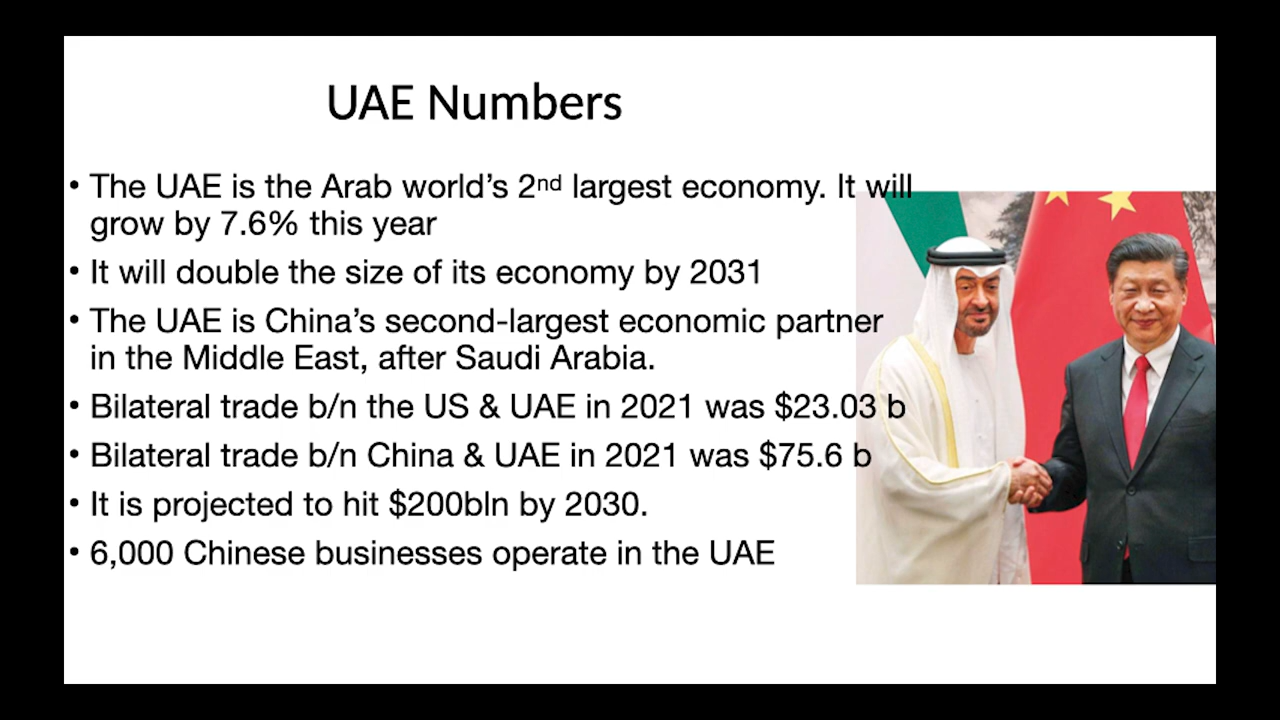 UAE Numbers
• The UAE is the Arab world's 2nd largest economy. It will
grow by 7.6% this year
• It will double the size of its economy by 2031
• The UAE is China's second-largest economic partner
in the Middle East, after Saudi Arabia.
• Bilateral trade b/n the US & UAE in 2021 was $23.03 b
• Bilateral trade b/n China & UAE in 2021 was $75.6 b
• It is projected to hit $200bln by 2030.
• 6,000 Chinese businesses operate in the UAE